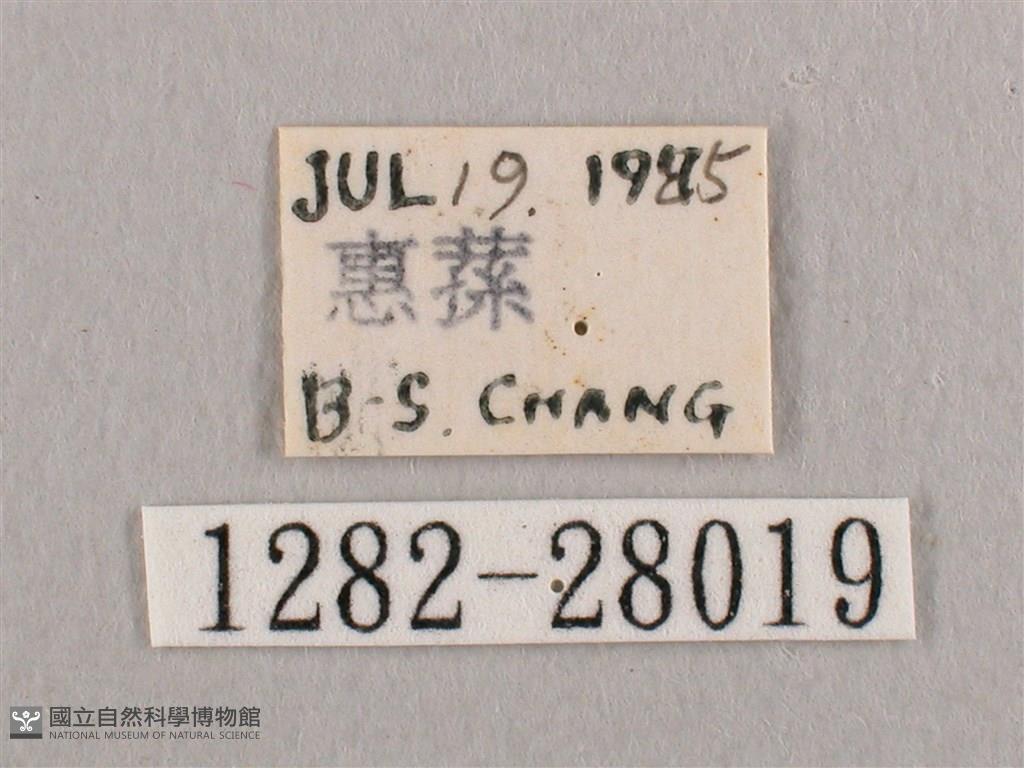 JUL 19. 1985
惠蓀
B-S. CHANG
1282-28019
國立自然科學博物館
NATIONAL MUSEUM OF NATURAL SCIENCE